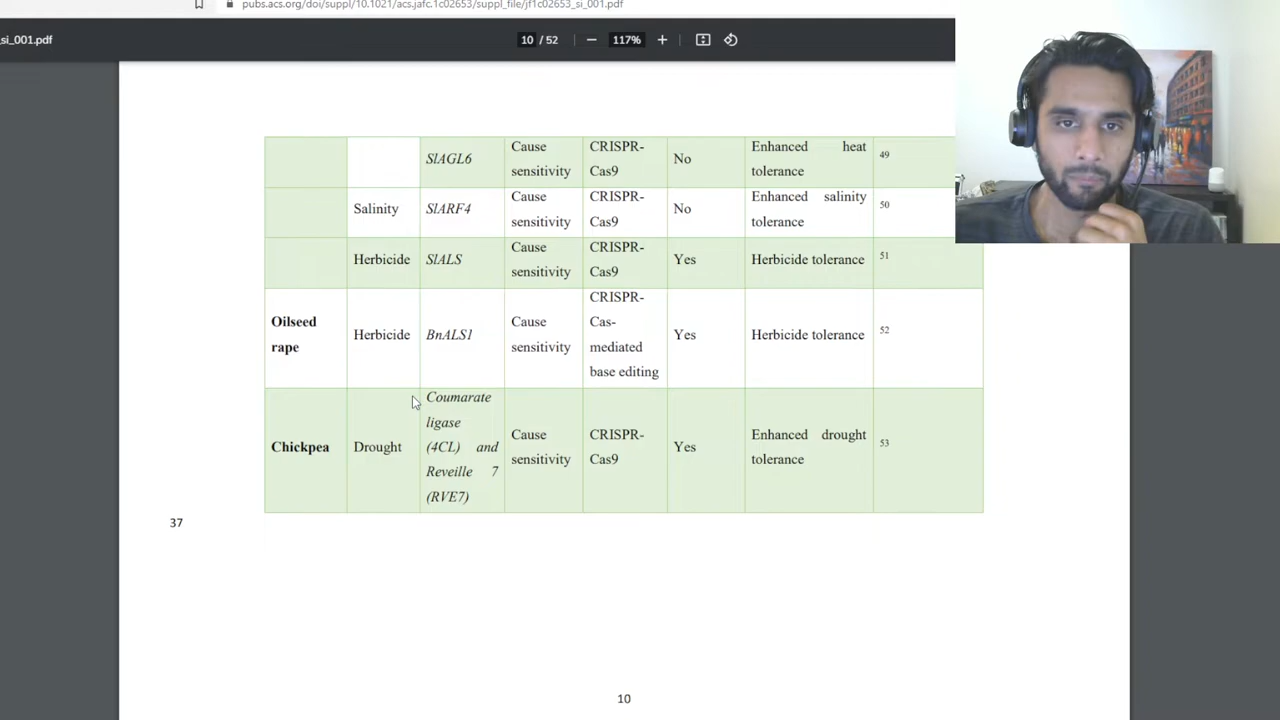 pubs.acs.org/doi/suppl/10.1021/acs.jafc.1c02653/suppl_file/jf1c02653_si_001.pdf
_si_001.pdf
10 / 52
117%
SlAGL6
Cause
sensitivity
CRISPR-
Cas9
No
Enhanced heat
tolerance
49
Salinity
SlARF4
Cause
sensitivity
CRISPR-
Cas9
No
Enhanced salinity
tolerance
50
Herbicide
SlALS
Cause
sensitivity
CRISPR-
Cas9
Yes
Herbicide tolerance
51
Oilseed
rape
Herbicide
BnALS1
Cause
sensitivity
CRISPR-
Cas-
mediated
base editing
Yes
Herbicide tolerance
52
Chickpea
Drought
Coumarate
ligase
(4CL) and
Reveille 7
(RVE7)
Cause
sensitivity
CRISPR-
Cas9
Yes
Enhanced drought
tolerance
53
37
10